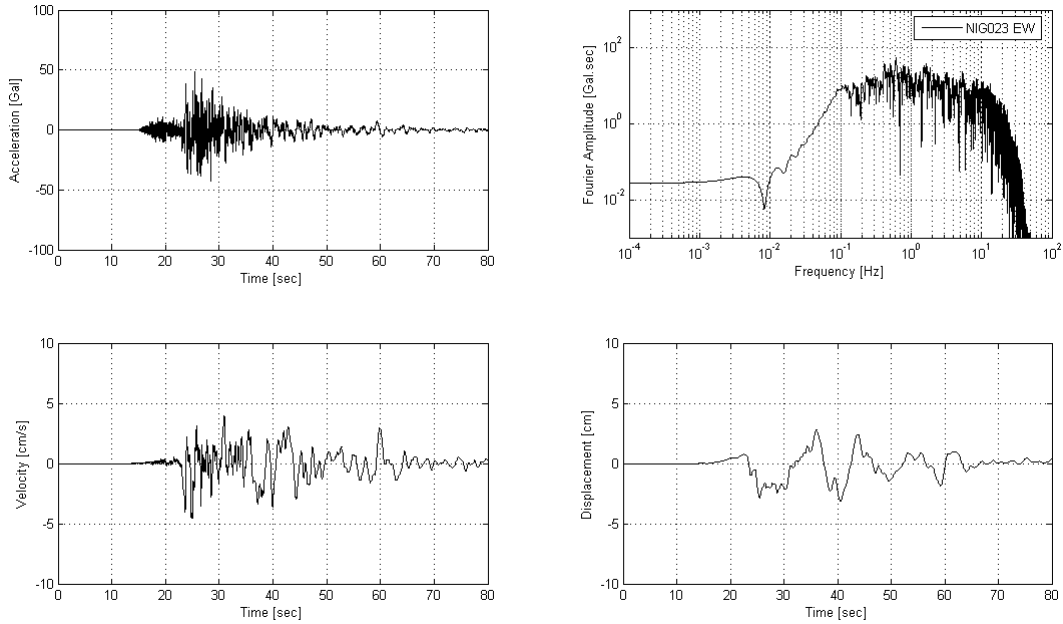 100
50
0
-50
-100
Acceleration [Gal]
0 10 20 30 40 50 60 70 80
Time [sec]
10^2
10^0
10^-2
Fourier Amplitude [Gal.sec]
NIG023 EW
10^-4 10^-3 10^-2 10^-1 10^0 10^1 10^2
Frequency [Hz]
10
5
0
-5
-10
Velocity [cm/s]
0 10 20 30 40 50 60 70 80
Time [sec]
10
5
0
-5
-10
Displacement [cm]
0 10 20 30 40 50 60 70 80
Time [sec]